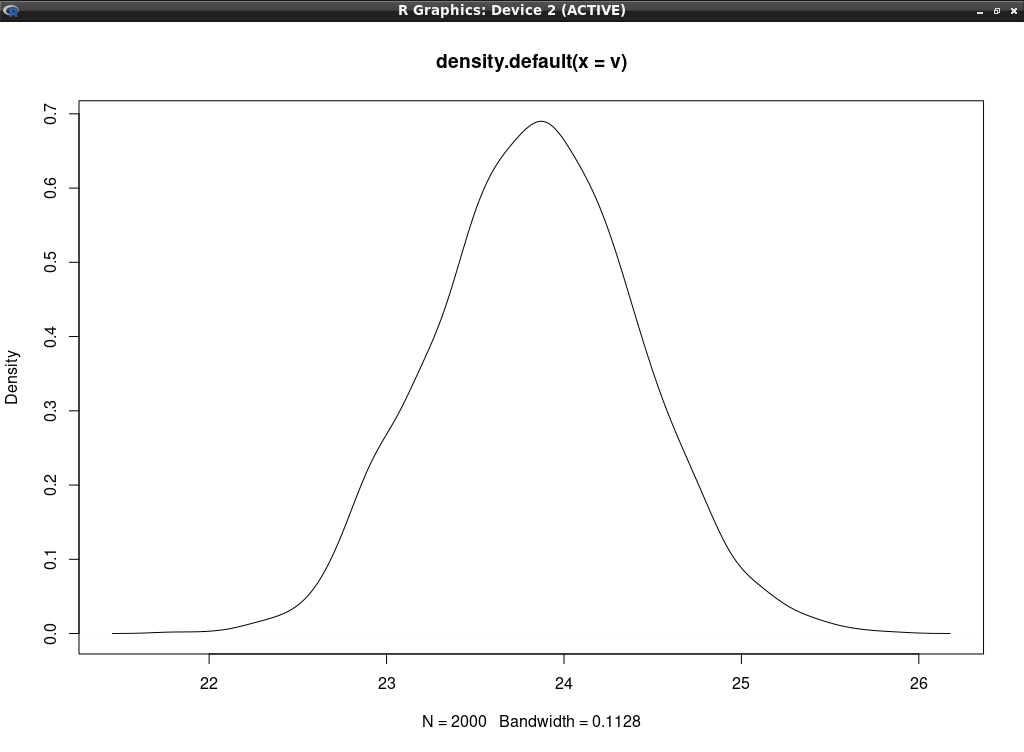 R Graphics: Device 2 (ACTIVE)
density.default(x = v)
0.7
0.6
0.5
0.4
0.3
0.2
0.1
0.0
Density
22 23 24 25 26
N = 2000 Bandwidth = 0.1128